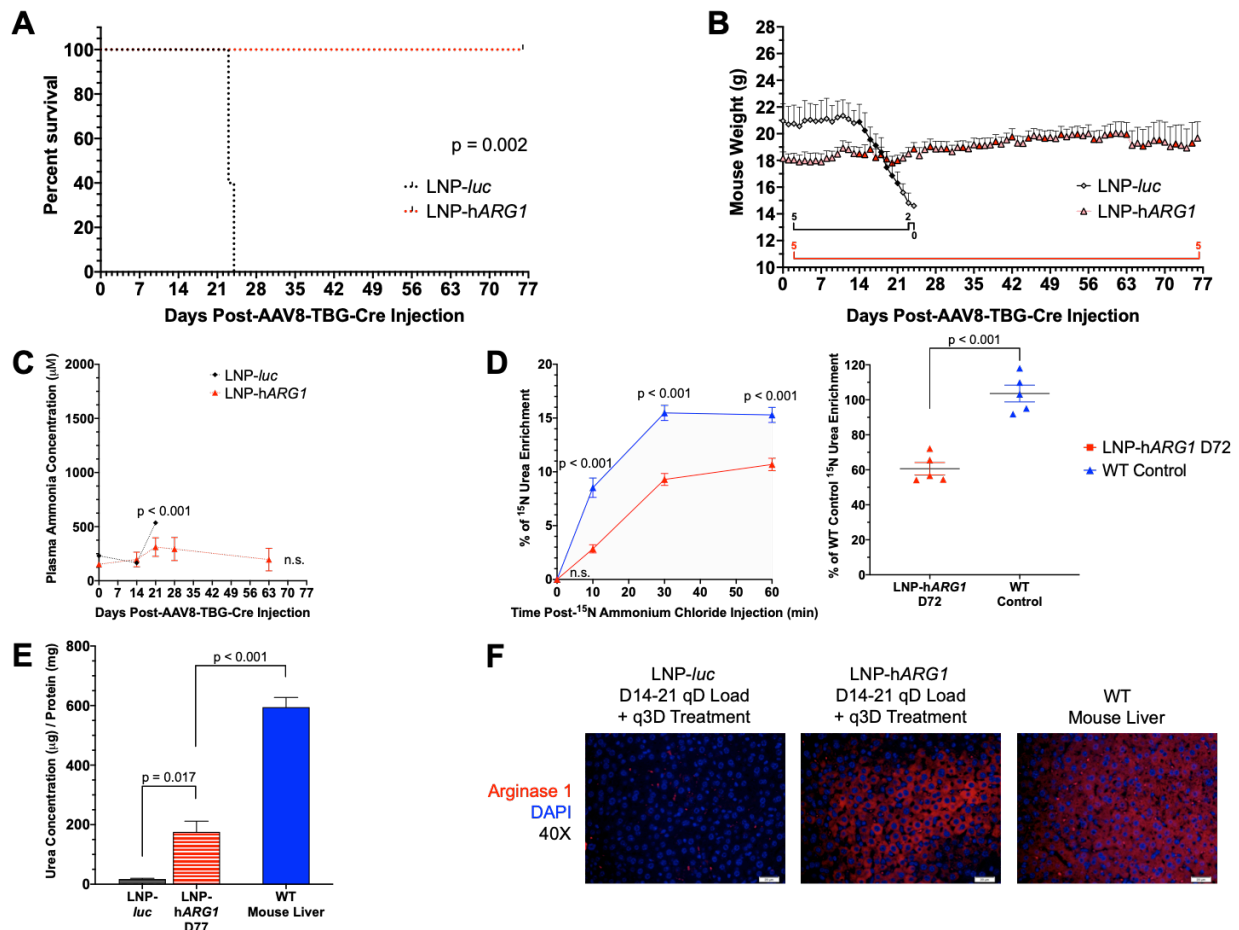 A
Percent survival
100
80
60
40
20
0
0 7 14 21 28 35 42 49 56 63 70 77
Days Post-AAV8-TBG-Cre Injection
p = 0.002
LNP-luc
LNP-hARG1
B
Mouse Weight (g)
28
26
24
22
20
18
16
14
12
10
0 7 14 21 28 35 42 49 56 63 70 77
Days Post-AAV8-TBG-Cre Injection
LNP-luc
LNP-hARG1
5 2
0
5 5
C
Plasma Ammonia Concentration (µM)
2000
1500
1000
500
0
0 7 14 21 28 35 42 49 56 63 70 77
Days Post-AAV8-TBG-Cre Injection
LNP-luc
LNP-hARG1
p < 0.001
n.s.
D
% of 15N Urea Enrichment
20
15
10
5
0
0 10 20 30 40 50 60
Time Post-15N Ammonium Chloride Injection (min)
p < 0.001
p < 0.001
p < 0.001
n.s.
% of WT Control 15N Urea Enrichment
120
100
80
60
40
20
0
p < 0.001
LNP-hARG1
D72
WT
Control
LNP-hARG1 D72
WT Control
E
Urea Concentration (µg) / Protein (mg)
800
600
400
200
0
p = 0.017
p < 0.001
LNP-
luc
LNP-
hARG1
D77
WT
Mouse Liver
F
LNP-luc
D14-21 qD Load
+ q3D Treatment
LNP-hARG1
D14-21 qD Load
+ q3D Treatment
WT
Mouse Liver
Arginase 1
DAPI
40X